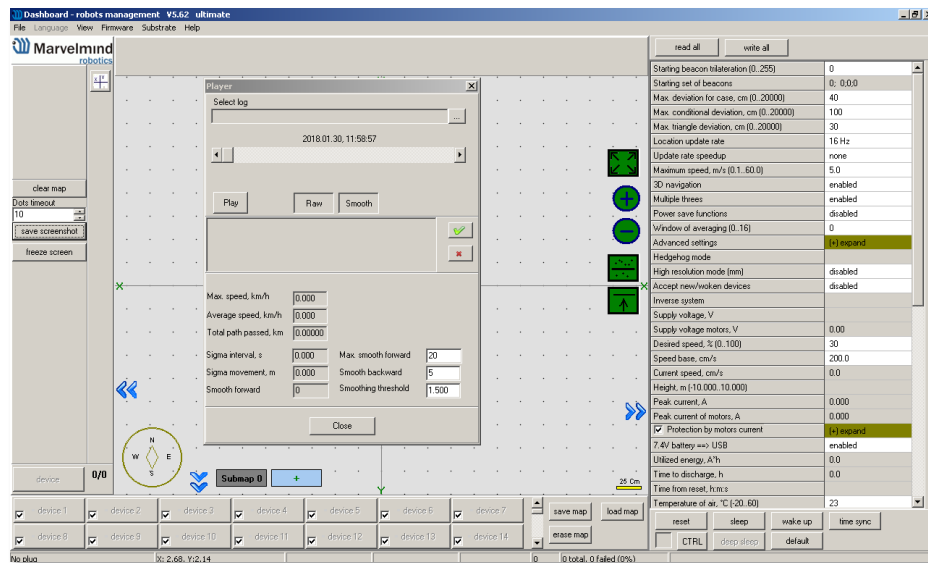 Dashboard - robots management V5.62 ultimate
File Language View Firmware Substrate Help
Marvelmind
robotics
clear map
Dots timeout
10
save screenshot
freeze screen
device
0/0
Player
Select log
...
2018.01.30, 11:58:57
Play Raw Smooth
Max. speed, km/h 0.000
Average speed, km/h 0.000
Total path passed, km 0.00000
Sigma interval, s 0.000 Max. smooth forward 20
Sigma movement, m 0.000 Smooth backward 5
Smooth forward 0 Smoothing threshold 1.500
Close
X
X
Y
N
W E
S
Submap 0 +
25 Cm
read all write all
Starting beacon trilateration (0..255) 0
Starting set of beacons 0; 0;0;0
Max. deviation for case, cm (0..20000) 40
Max. conditional deviation, cm (0..20000) 100
Max. triangle deviation, cm (0..20000) 30
Location update rate 16 Hz
Update rate speedup none
Maximum speed, m/s (0.1..60.0) 5.0
3D navigation enabled
Multiple threes enabled
Power save functions disabled
Window of averaging (0..16) 0
Advanced settings (+) expand
Hedgehog mode
High resolution mode (mm) disabled
Accept new/woken devices disabled
Inverse system
Supply voltage, V
Supply voltage motors, V 0.00
Desired speed, % (0..100) 30
Speed base, cm/s 200.0
Current speed, cm/s 0.0
Height, m (-10.000..10.000)
Peak current, A 0.000
Peak current of motors, A 0.000
Protection by motors current (+) expand
7.4V battery ==> USB enabled
Utilized energy, A*h 0.0
Time to discharge, h 0.0
Time from reset, h:m:s
Temperature of air, °C (-20..60) 23
reset sleep wake up time sync
CTRL deep sleep default
device 1 device 2 device 3 device 4 device 5 device 6 device 7
device 8 device 9 device 10 device 11 device 12 device 13 device 14
save map load map
erase map
No plug X: 2.68, Y:2.14 0 0 total, 0 failed (0%)